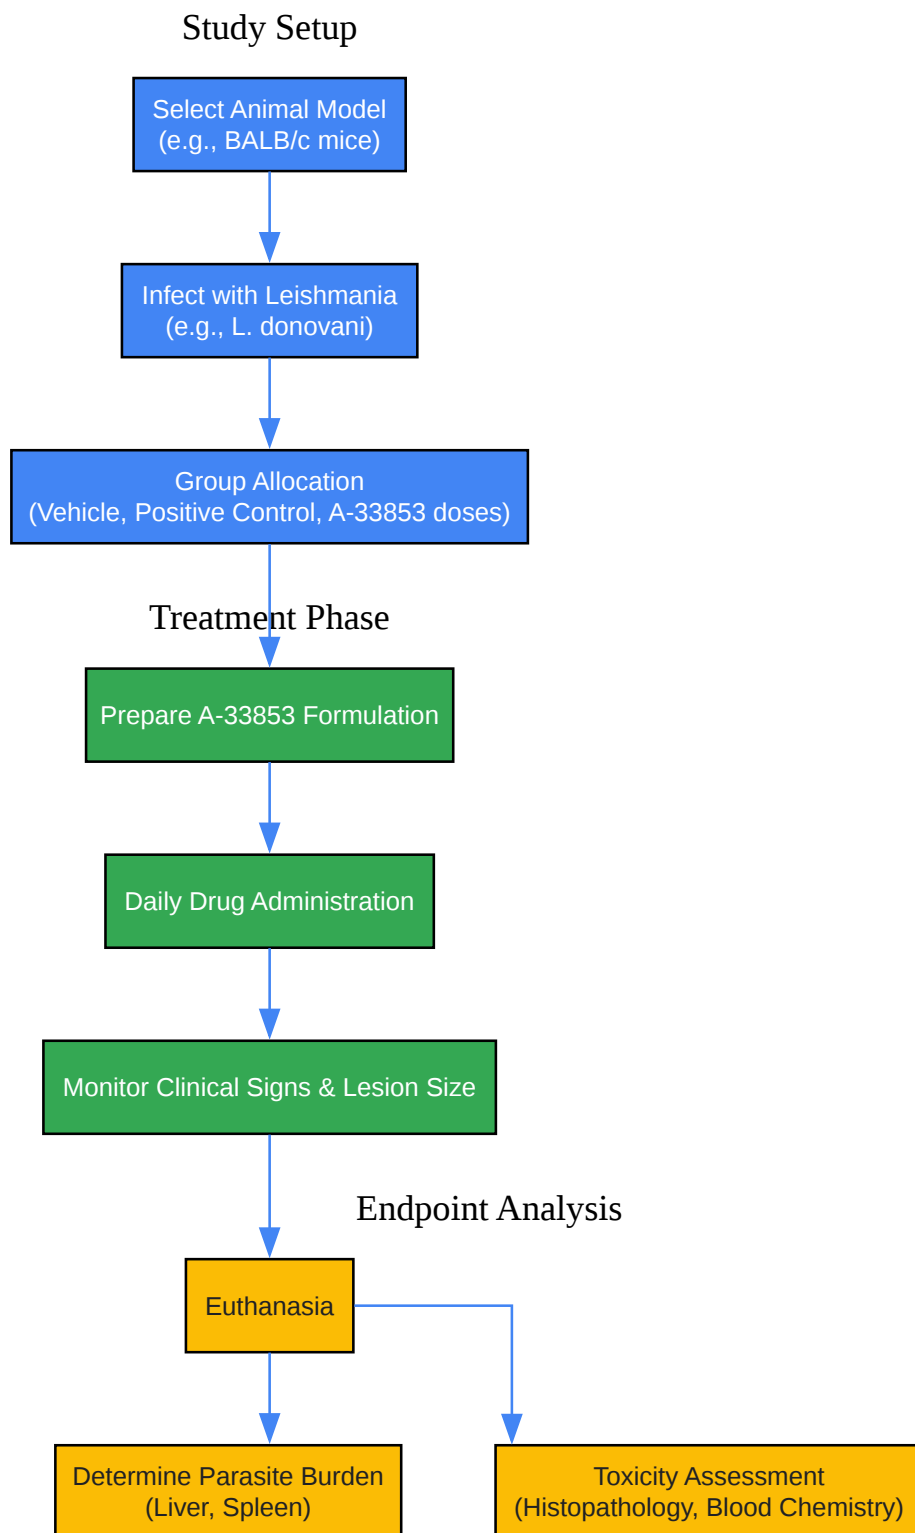 Study Setup
Select Animal Model
(e.g., BALB/c mice)
Infect with Leishmania
(e.g., L. donovani)
Group Allocation
(Vehicle, Positive Control, A-33853 doses)
Treatment Phase
Prepare A-33853 Formulation
Daily Drug Administration
Monitor Clinical Signs & Lesion Size
Endpoint Analysis
Euthanasia
Determine Parasite Burden
(Liver, Spleen)
Toxicity Assessment
(Histopathology, Blood Chemistry)